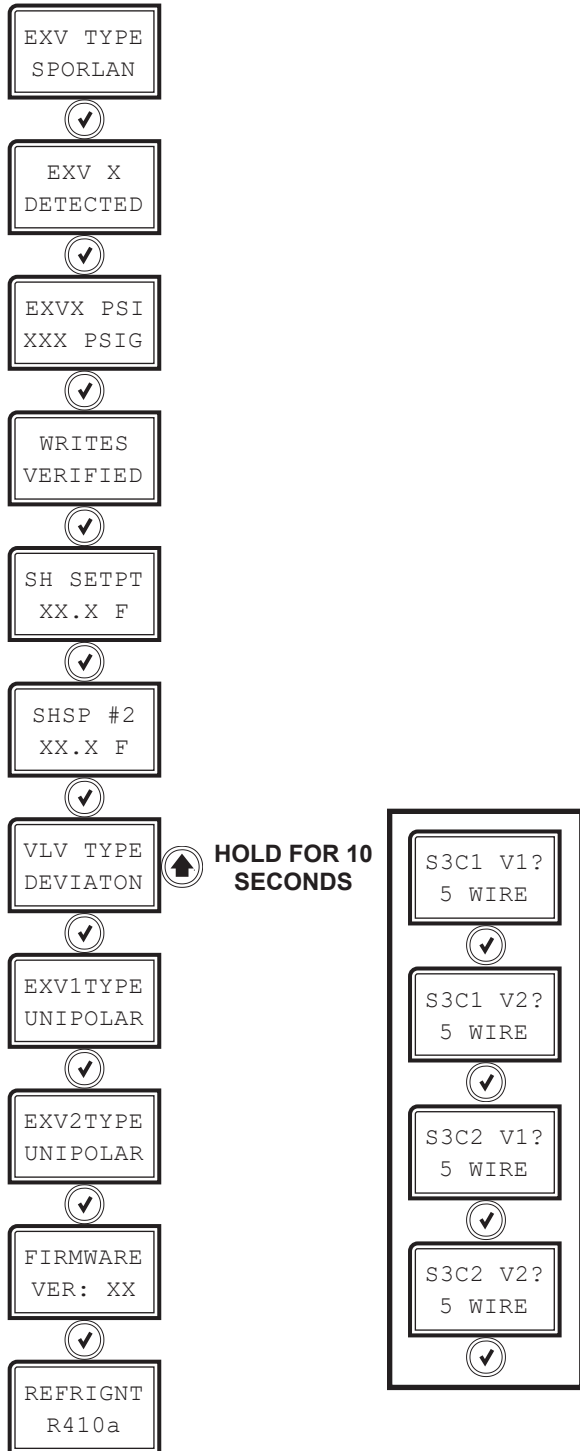 EXV TYPE
SPORLAN
EXV X
DETECTED
EXVX PSI
XXX PSIG
WRITES
VERIFIED
SH SETPT
XX.X F
SHSP #2
XX.X F
VLV TYPE
DEVIATON
HOLD FOR 10
SECONDS
EXV1TYPE
UNIPOLAR
EXV2TYPE
UNIPOLAR
FIRMWARE
VER: XX
REFRIGNT
R410a
S3C1 V1?
5 WIRE
S3C1 V2?
5 WIRE
S3C2 V1?
5 WIRE
S3C2 V2?
5 WIRE